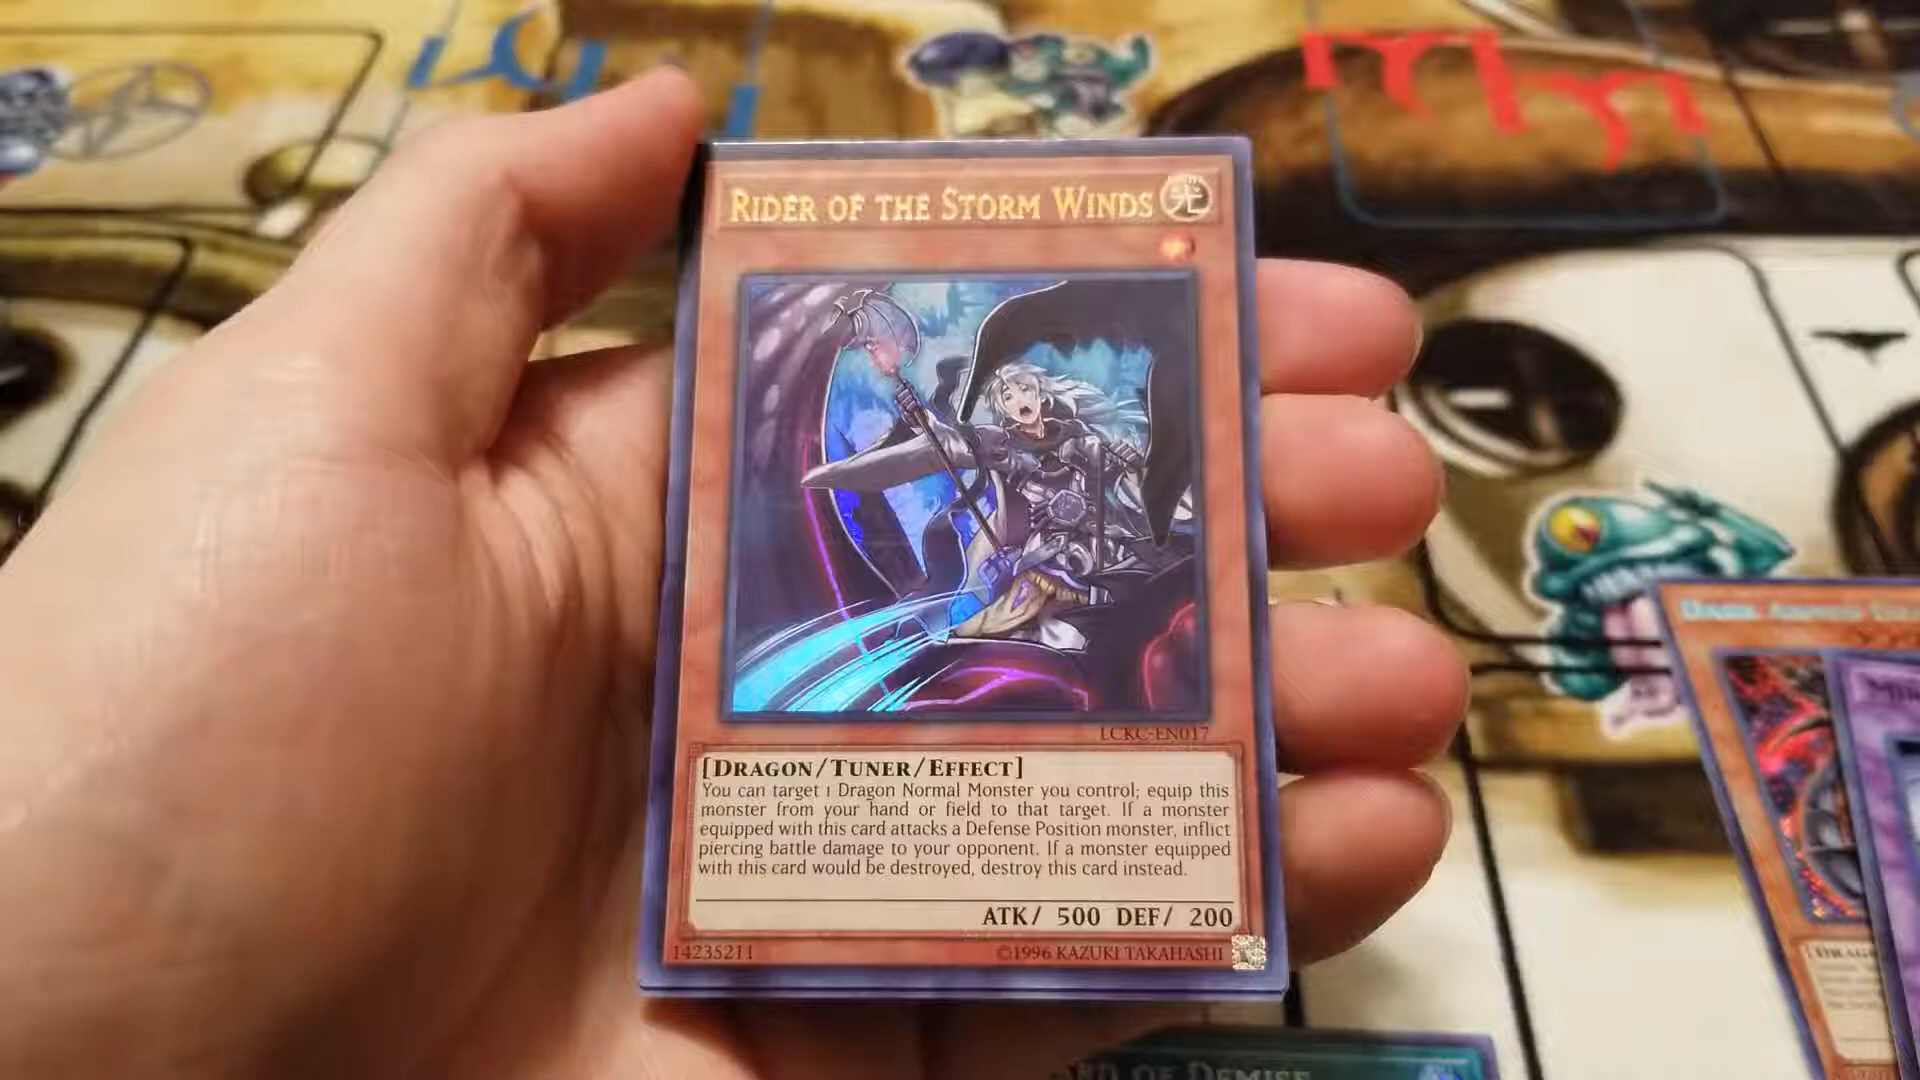 RIDER OF THE STORM WINDS
光
LCKC-EN017
[DRAGON/TUNER/EFFECT]
You can target 1 Dragon Normal Monster you control; equip this
monster from your hand or field to that target. If a monster
equipped with this card attacks a Defense Position monster, inflict
piercing battle damage to your opponent. If a monster equipped
with this card would be destroyed, destroy this card instead.
ATK/ 500 DEF/ 200
14235211
©1996 KAZUKI TAKAHASHI
OF DEMISE